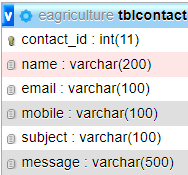 v eagriculture tblcontact
contact_id : int(11)
name : varchar(200)
email : varchar(100)
mobile : varchar(100)
subject : varchar(100)
message : varchar(500)